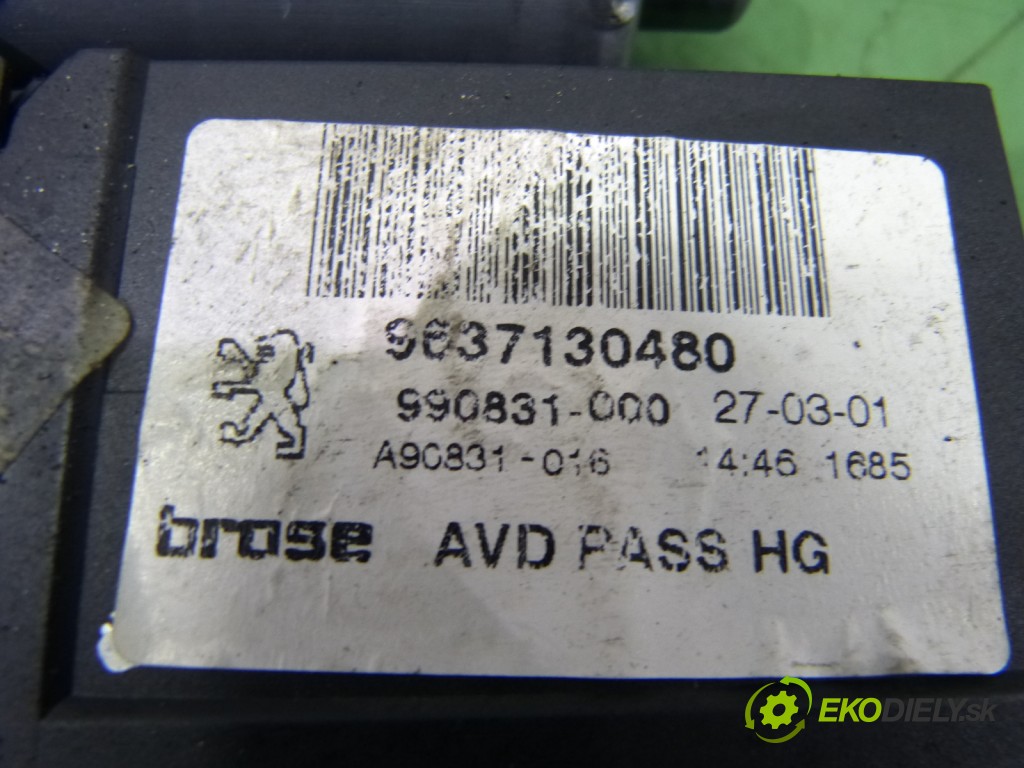 9637130480
990831-000 27-03-01
A90831-016 14:46 1685
brose AVD PASS HG
EKODIELY.sk